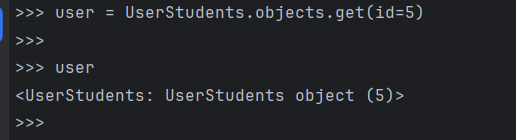 >>> user = UserStudents.objects.get(id=5)
>>>
>>> user
<UserStudents: UserStudents object (5)>
>>>